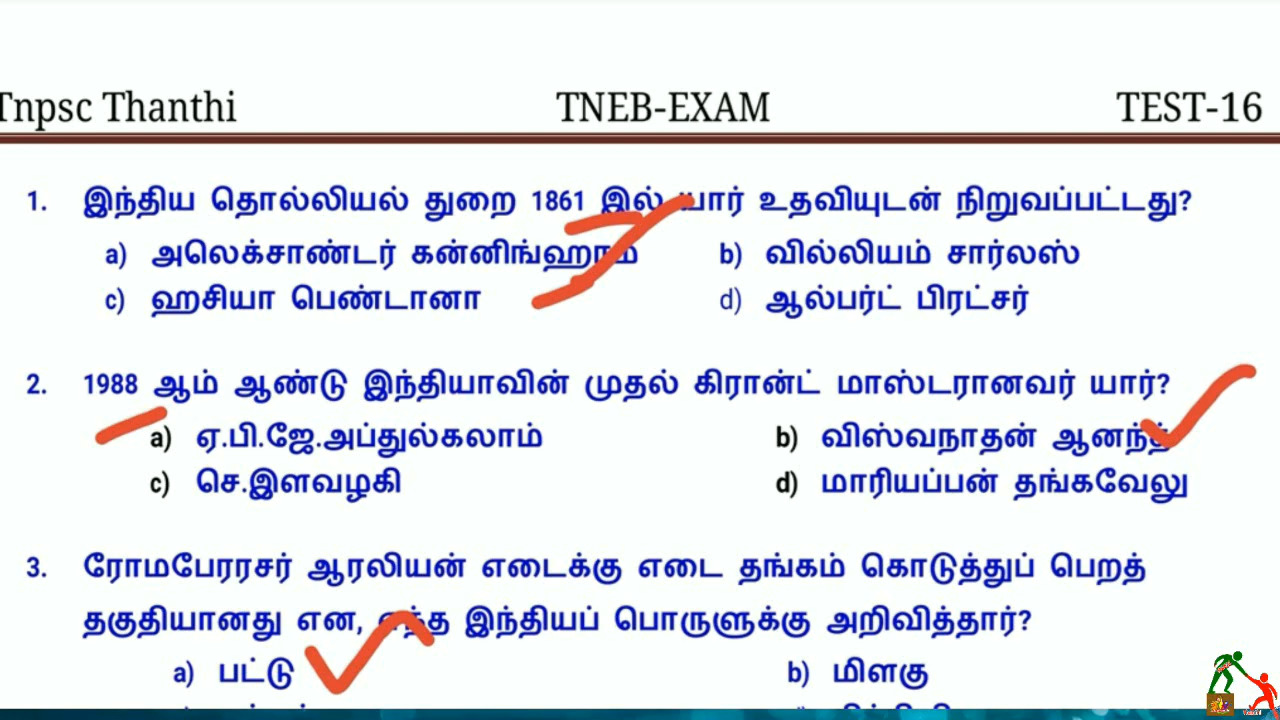 Tnpsc Thanthi TNEB-EXAM TEST-16
1. இந்திய தொல்லியல் துறை 1861 இல் யார் உதவியுடன் நிறுவப்பட்டது?
a) அலெக்சாண்டர் கன்னிங்ஹாம் b) வில்லியம் சார்லஸ்
c) ஹசியா பெண்டானா d) ஆல்பர்ட் பிரட்சர்
2. 1988 ஆம் ஆண்டு இந்தியாவின் முதல் கிரான்ட் மாஸ்டரானவர் யார்?
a) ஏ.பி.ஜே.அப்துல்கலாம் b) விஸ்வநாதன் ஆனந்த்
c) செ.இளவழகி d) மாரியப்பன் தங்கவேலு
3. ரோமபேரரசர் ஆரலியன் எடைக்கு எடை தங்கம் கொடுத்துப் பெறத்
தகுதியானது என, எந்த இந்தியப் பொருளுக்கு அறிவித்தார்?
a) பட்டு b) மிளகு